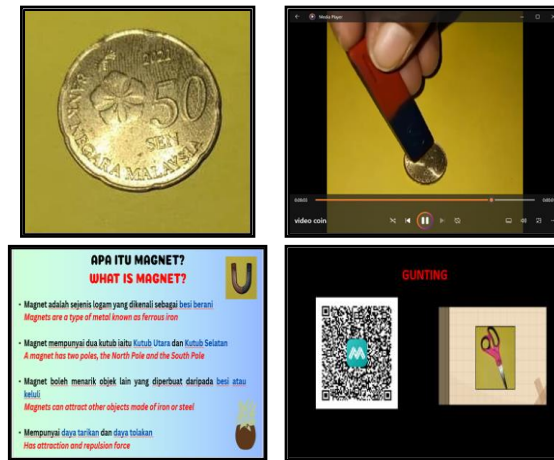 2021
50
SEN
BANK NEGARA MALAYSIA
Media Player
video coin
APA ITU MAGNET?
WHAT IS MAGNET?
• Magnet adalah sejenis logam yang dikenali sebagai besi berani
Magnets are a type of metal known as ferrous iron
• Magnet mempunyai dua kutub iaitu Kutub Utara dan Kutub Selatan
A magnet has two poles, the North Pole and the South Pole
• Magnet boleh menarik objek lain yang diperbuat daripada besi atau
keluli
Magnets can attract other objects made of iron or steel
• Mempunyai daya tarikan dan daya tolakan
Has attraction and repulsion force
GUNTING